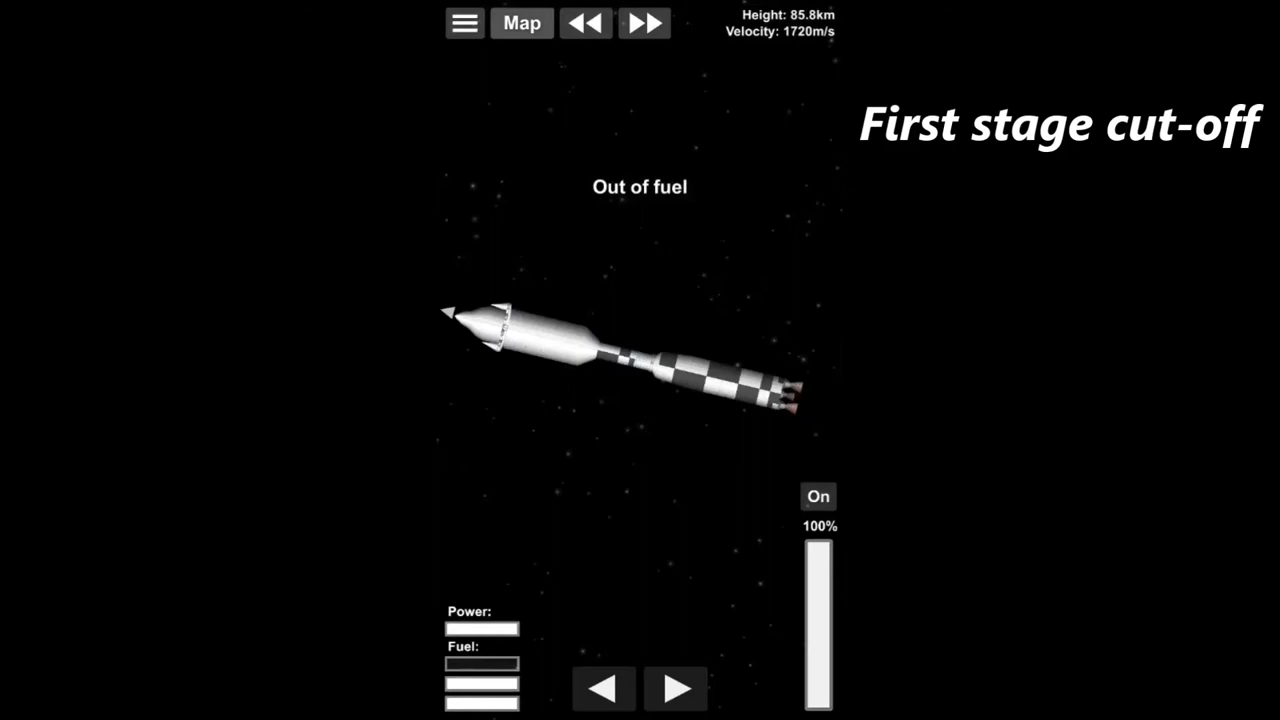 Map
Height: 85.8km
Velocity: 1720m/s
First stage cut-off
Out of fuel
On
100%
Power:
Fuel: